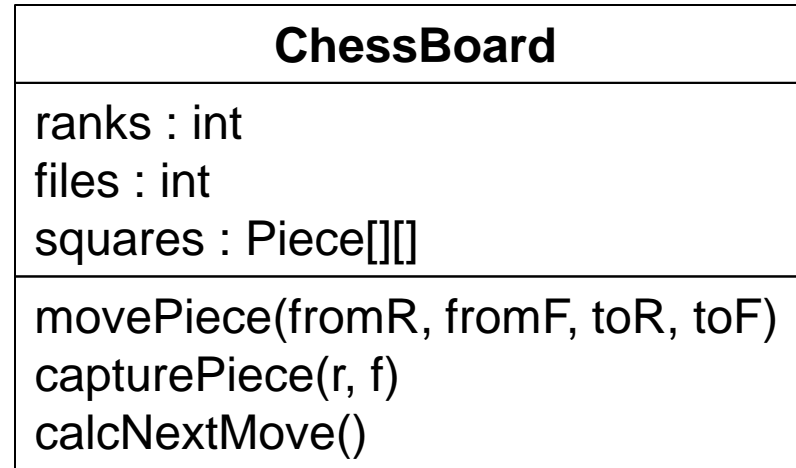 ChessBoard
ranks : int
files : int
squares : Piece[][]
movePiece(fromR, fromF, toR, toF)
capturePiece(r, f)
calcNextMove()